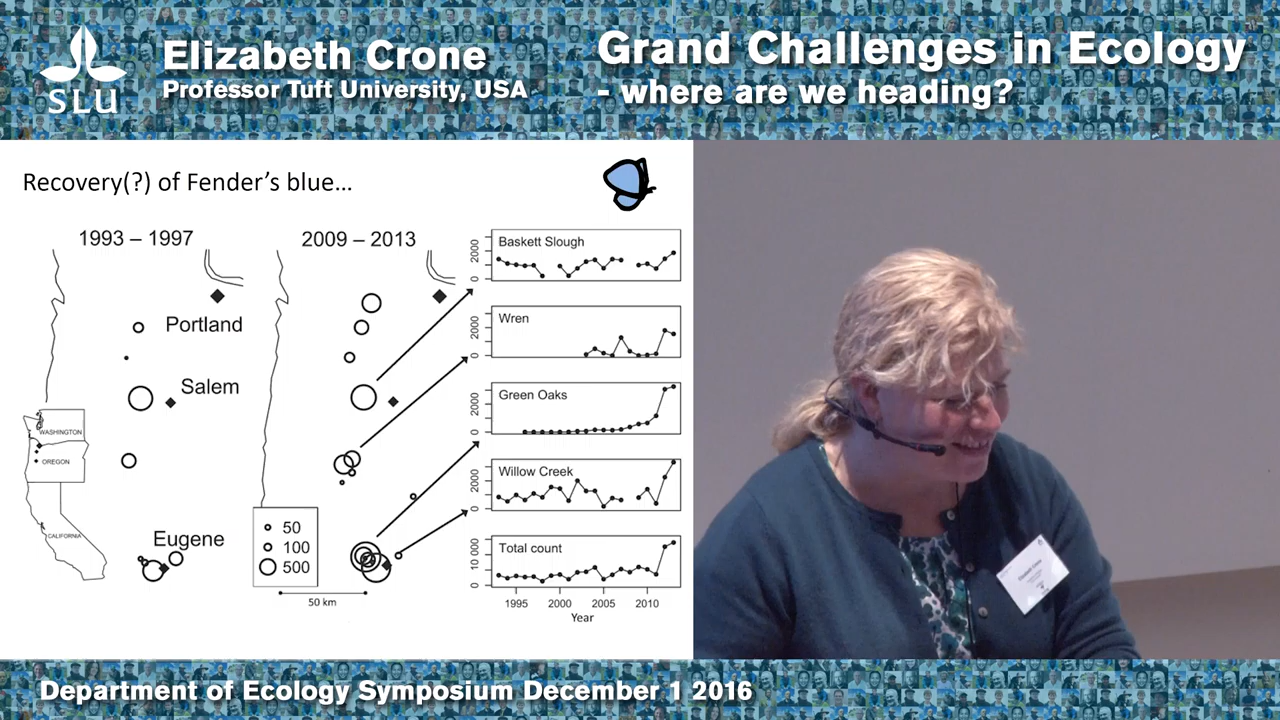 SLU
Elizabeth Crone
Professor Tuft University, USA
Grand Challenges in Ecology
- where are we heading?
Recovery(?) of Fender's blue...
1993 – 1997
2009 – 2013
Portland
Salem
Eugene
WASHINGTON
OREGON
CALIFORNIA
50
100
500
50 km
Baskett Slough
0 2000
Wren
0 2000
Green Oaks
0 2000
Willow Creek
0 2000
Total count
0 10 000
1995 2000 2005 2010
Year
Department of Ecology Symposium December 1 2016